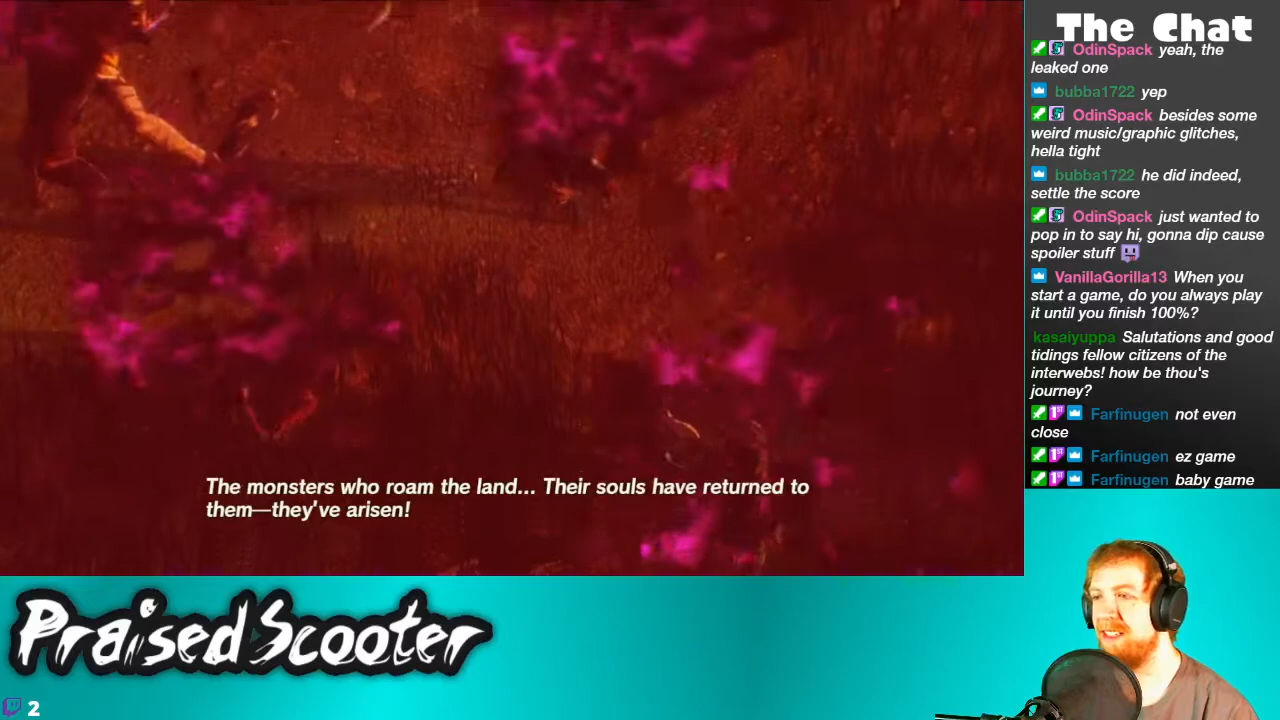 The Chat
OdinSpack yeah, the
leaked one
bubba1722 yep
OdinSpack besides some
weird music/graphic glitches,
hella tight
bubba1722 he did indeed,
settle the score
OdinSpack just wanted to
pop in to say hi, gonna dip cause
spoiler stuff
VanillaGorilla13 When you
start a game, do you always play
it until you finish 100%?
kasaiyuppa Salutations and good
tidings fellow citizens of the
interwebs! how be thou's
journey?
1ST Farfinugen not even
close
1ST Farfinugen ez game
1ST Farfinugen baby game
The monsters who roam the land... Their souls have returned to
them—they've arisen!
PraisedScooter
2